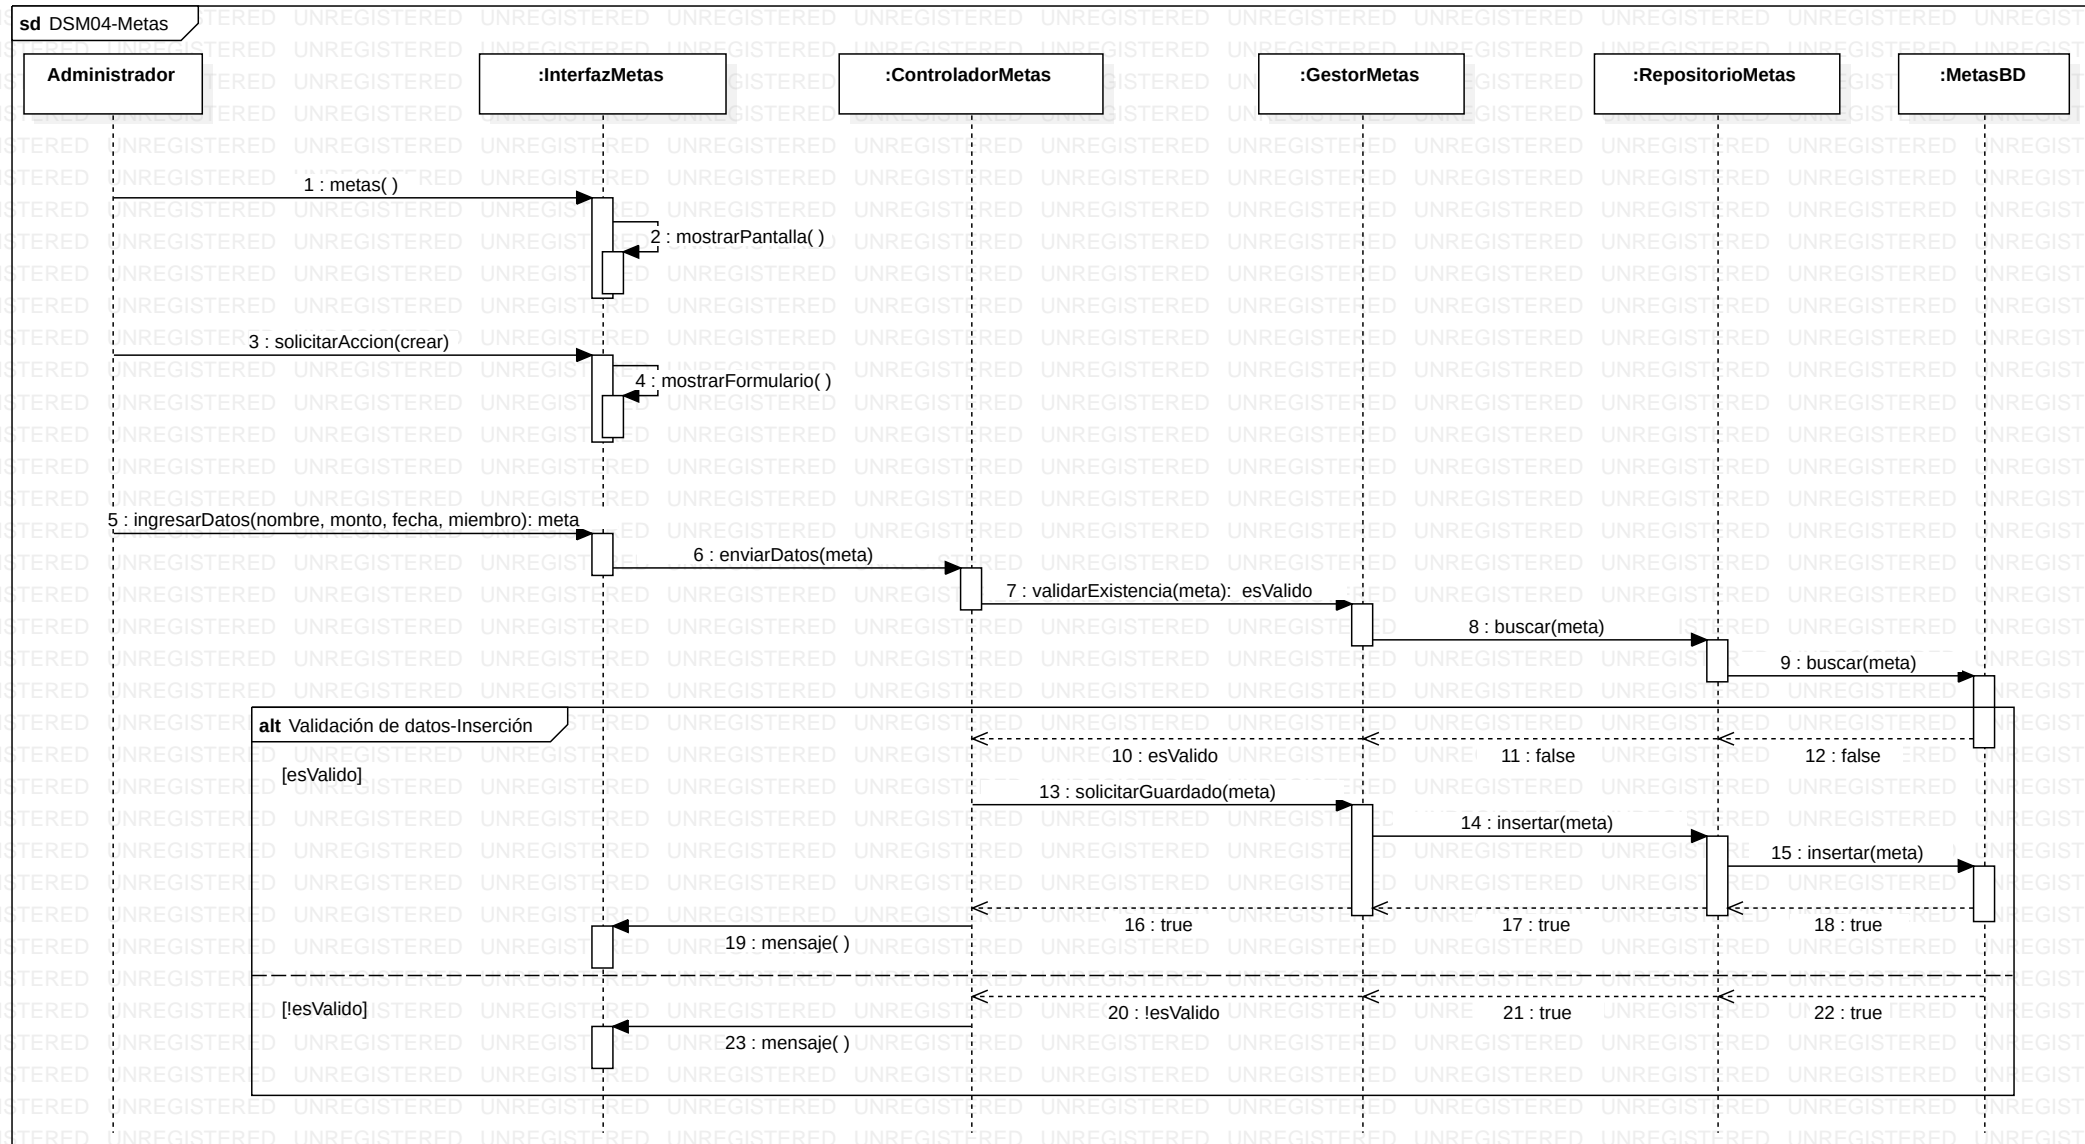 sd DSM04-Metas
Administrador
:InterfazMetas
:ControladorMetas
:GestorMetas
:RepositorioMetas
:MetasBD
1 : metas( )
2 : mostrarPantalla( )
3 : solicitarAccion(crear)
4 : mostrarFormulario( )
5 : ingresarDatos(nombre, monto, fecha, miembro): meta
6 : enviarDatos(meta)
7 : validarExistencia(meta): esValido
8 : buscar(meta)
9 : buscar(meta)
alt Validación de datos-Inserción
10 : esValido
11 : false
12 : false
[esValido]
13 : solicitarGuardado(meta)
14 : insertar(meta)
15 : insertar(meta)
16 : true
17 : true
18 : true
19 : mensaje( )
[!esValido]
20 : !esValido
21 : true
22 : true
23 : mensaje( )
UNREGISTERED